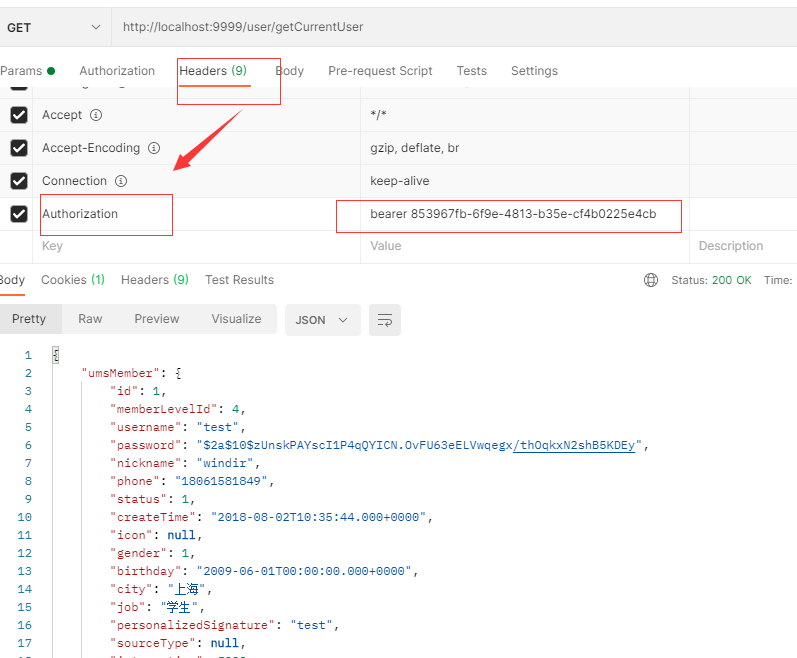 GET http://localhost:9999/user/getCurrentUser
Params Authorization Headers (9) Body Pre-request Script Tests Settings
Accept */*
Accept-Encoding gzip, deflate, br
Connection keep-alive
Authorization bearer 853967fb-6f9e-4813-b35e-cf4b0225e4cb
Key Value Description
Body Cookies (1) Headers (9) Test Results Status: 200 OK Time:
Pretty Raw Preview Visualize JSON
1 {
2 "umsMember": {
3 "id": 1,
4 "memberLevelId": 4,
5 "username": "test",
6 "password": "$2a$10$zUnskPAYscI1P4qQYICN.OvFU63eELVwqegx/thOqkxN2shB5KDEy",
7 "nickname": "windir",
8 "phone": "18061581849",
9 "status": 1,
10 "createTime": "2018-08-02T10:35:44.000+0000",
11 "icon": null,
12 "gender": 1,
13 "birthday": "2009-06-01T00:00:00.000+0000",
14 "city": "上海",
15 "job": "学生",
16 "personalizedSignature": "test",
17 "sourceType": null,